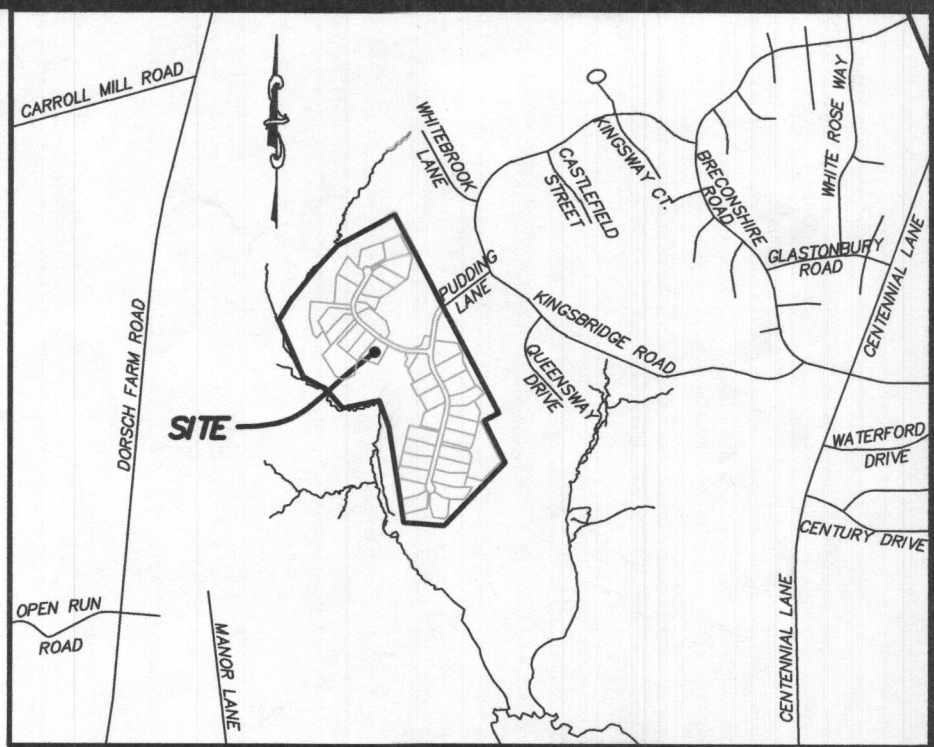 CARROLL MILL ROAD
WHITEBROOK
LANE
KINGSWAY CT.
CASTLEFIELD
STREET
BRECONSHIRE
ROAD
WHITE ROSE WAY
GLASTONBURY
ROAD
CENTENNIAL LANE
PUDDING
LANE
KINGSBRIDGE ROAD
QUEENSWAY
DRIVE
DORSCH FARM ROAD
SITE
WATERFORD
DRIVE
CENTURY DRIVE
OPEN RUN
ROAD
MANOR LANE
CENTENNIAL LANE